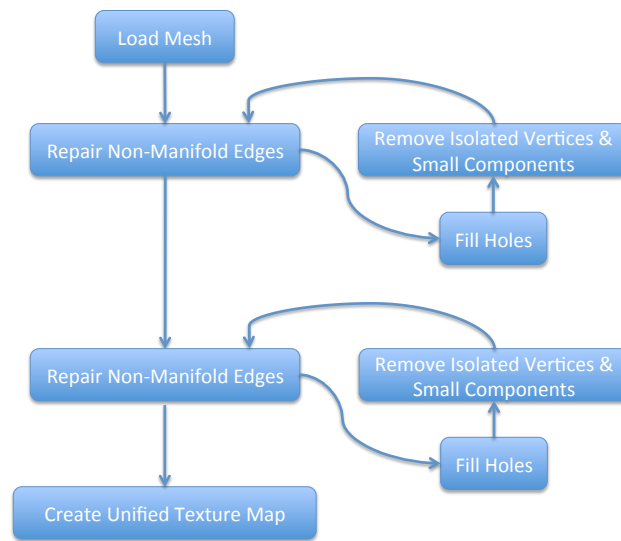 Load Mesh
Repair Non-Manifold Edges
Remove Isolated Vertices &
Small Components
Fill Holes
Repair Non-Manifold Edges
Remove Isolated Vertices &
Small Components
Fill Holes
Create Unified Texture Map